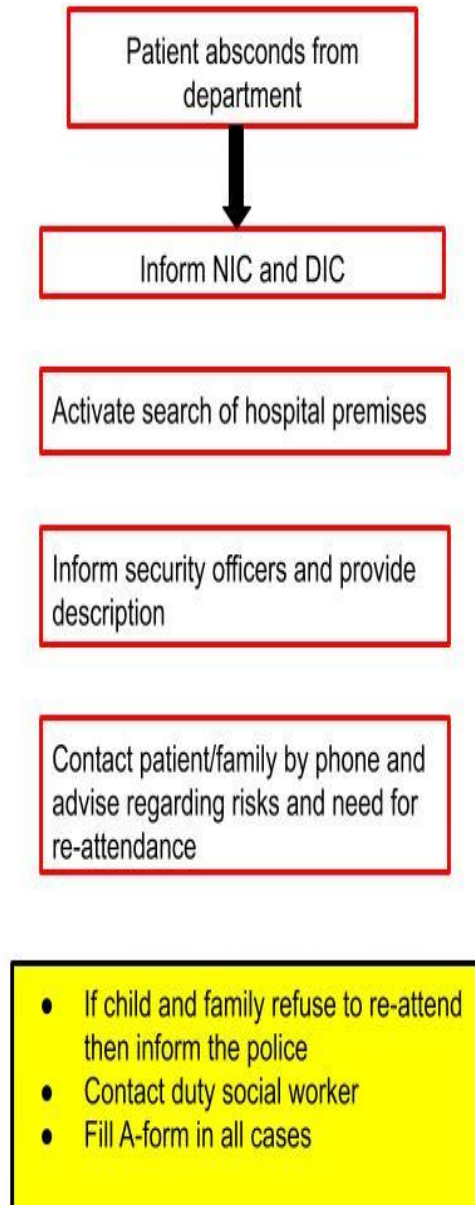 Patient absconds from
department
Inform NIC and DIC
Activate search of hospital premises
Inform security officers and provide
description
Contact patient/family by phone and
advise regarding risks and need for
re-attendance
● If child and family refuse to re-attend
then inform the police
● Contact duty social worker
● Fill A-form in all cases